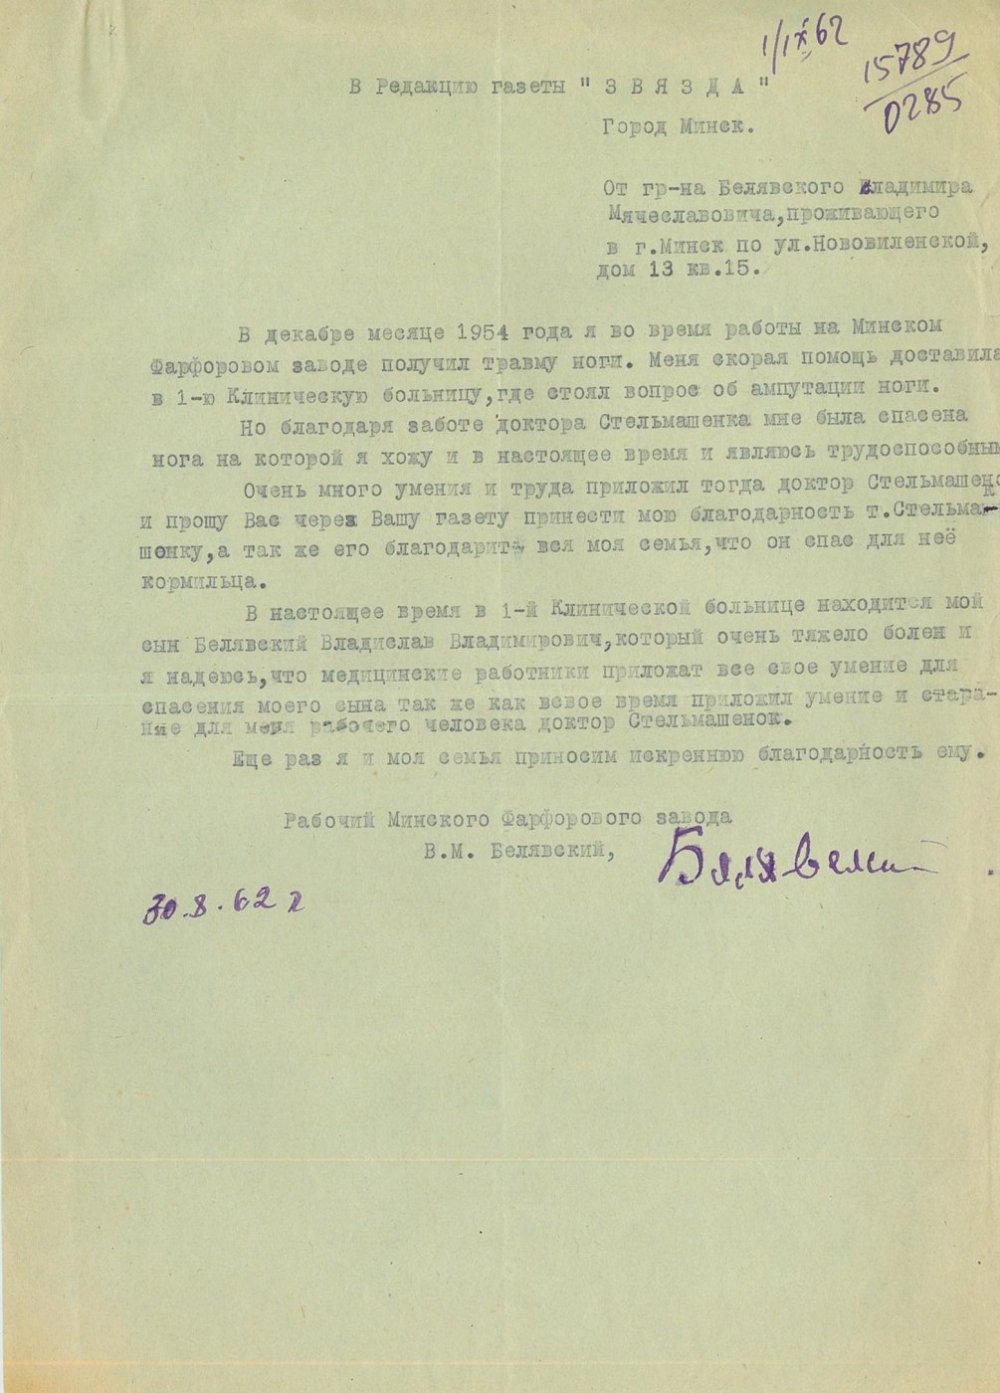 1/IX 62
15789
0285
В Редакцию газеты " З В Я З Д А "
Город Минск.
От гр-на Белявского Владимира
Мячеславовича,проживающего
в г.Минск по ул.Нововиленской,
дом 13 кв.15.
В декабре месяце 1954 года я во время работы на Минском
Фарфоровом заводе получил травму ноги. Меня скорая помощь доставила
в 1-ю Клиническую больницу,где стоял вопрос об ампутации ноги.
Но благодаря заботе доктора Стельмашенка мне была спасена
нога на которой я хожу и в настоящее время и являюсь трудоспособным
Очень много умения и труда приложил тогда доктор Стельмашенко
и прошу Вас через Вашу газету принести мою благодарность т.Стельма-
шенку,а так же его благодарит вся моя семья,что он спас для неё
кормильца.
В настоящее время в 1-й Клинической больнице находится мой
сын Белявский Владислав Владимирович,который очень тяжело болен и
я надеюсь,что медицинские работники приложат все свое умение для
спасения моего сына так же как всвое время приложил умение и стара-
ние для меня рабочего человека доктор Стельмашенок.
Еще раз я и моя семья приносим искреннюю благодарность ему.
Рабочий Минского Фарфорового завода
В.М. Белявский,
Белявский
30.8.62 г